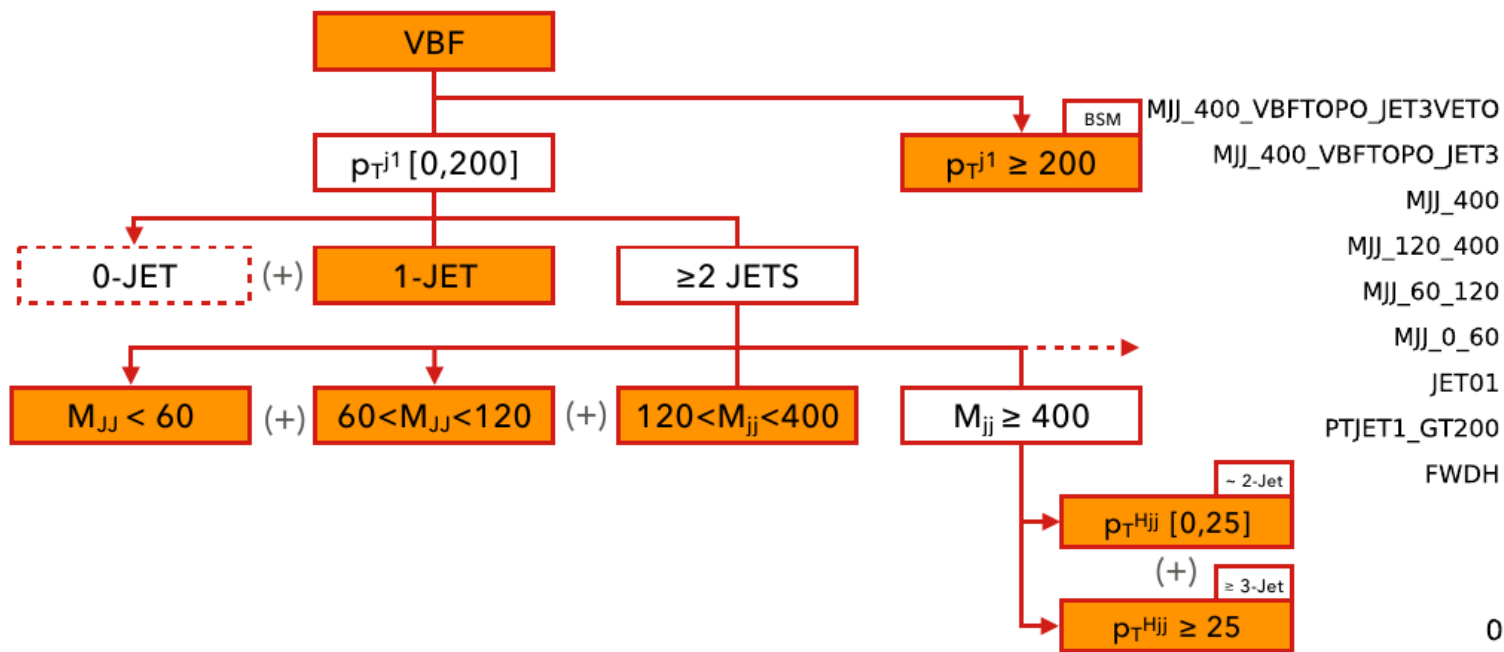 VBF
BSM
MJJ_400_VBFTOPO_JET3VETO
pTj1 [0,200]
pTj1 ≥ 200
MJJ_400_VBFTOPO_JET3
MJJ_400
MJJ_120_400
0-JET (+) 1-JET
≥2 JETS
MJJ_60_120
MJJ_0_60
JET01
MJJ < 60 (+) 60<MJJ<120 (+) 120<Mjj<400
Mjj ≥ 400
PTJET1_GT200
FWDH
~ 2-Jet
pTHjj [0,25]
(+)
≥ 3-Jet
pTHjj ≥ 25
0